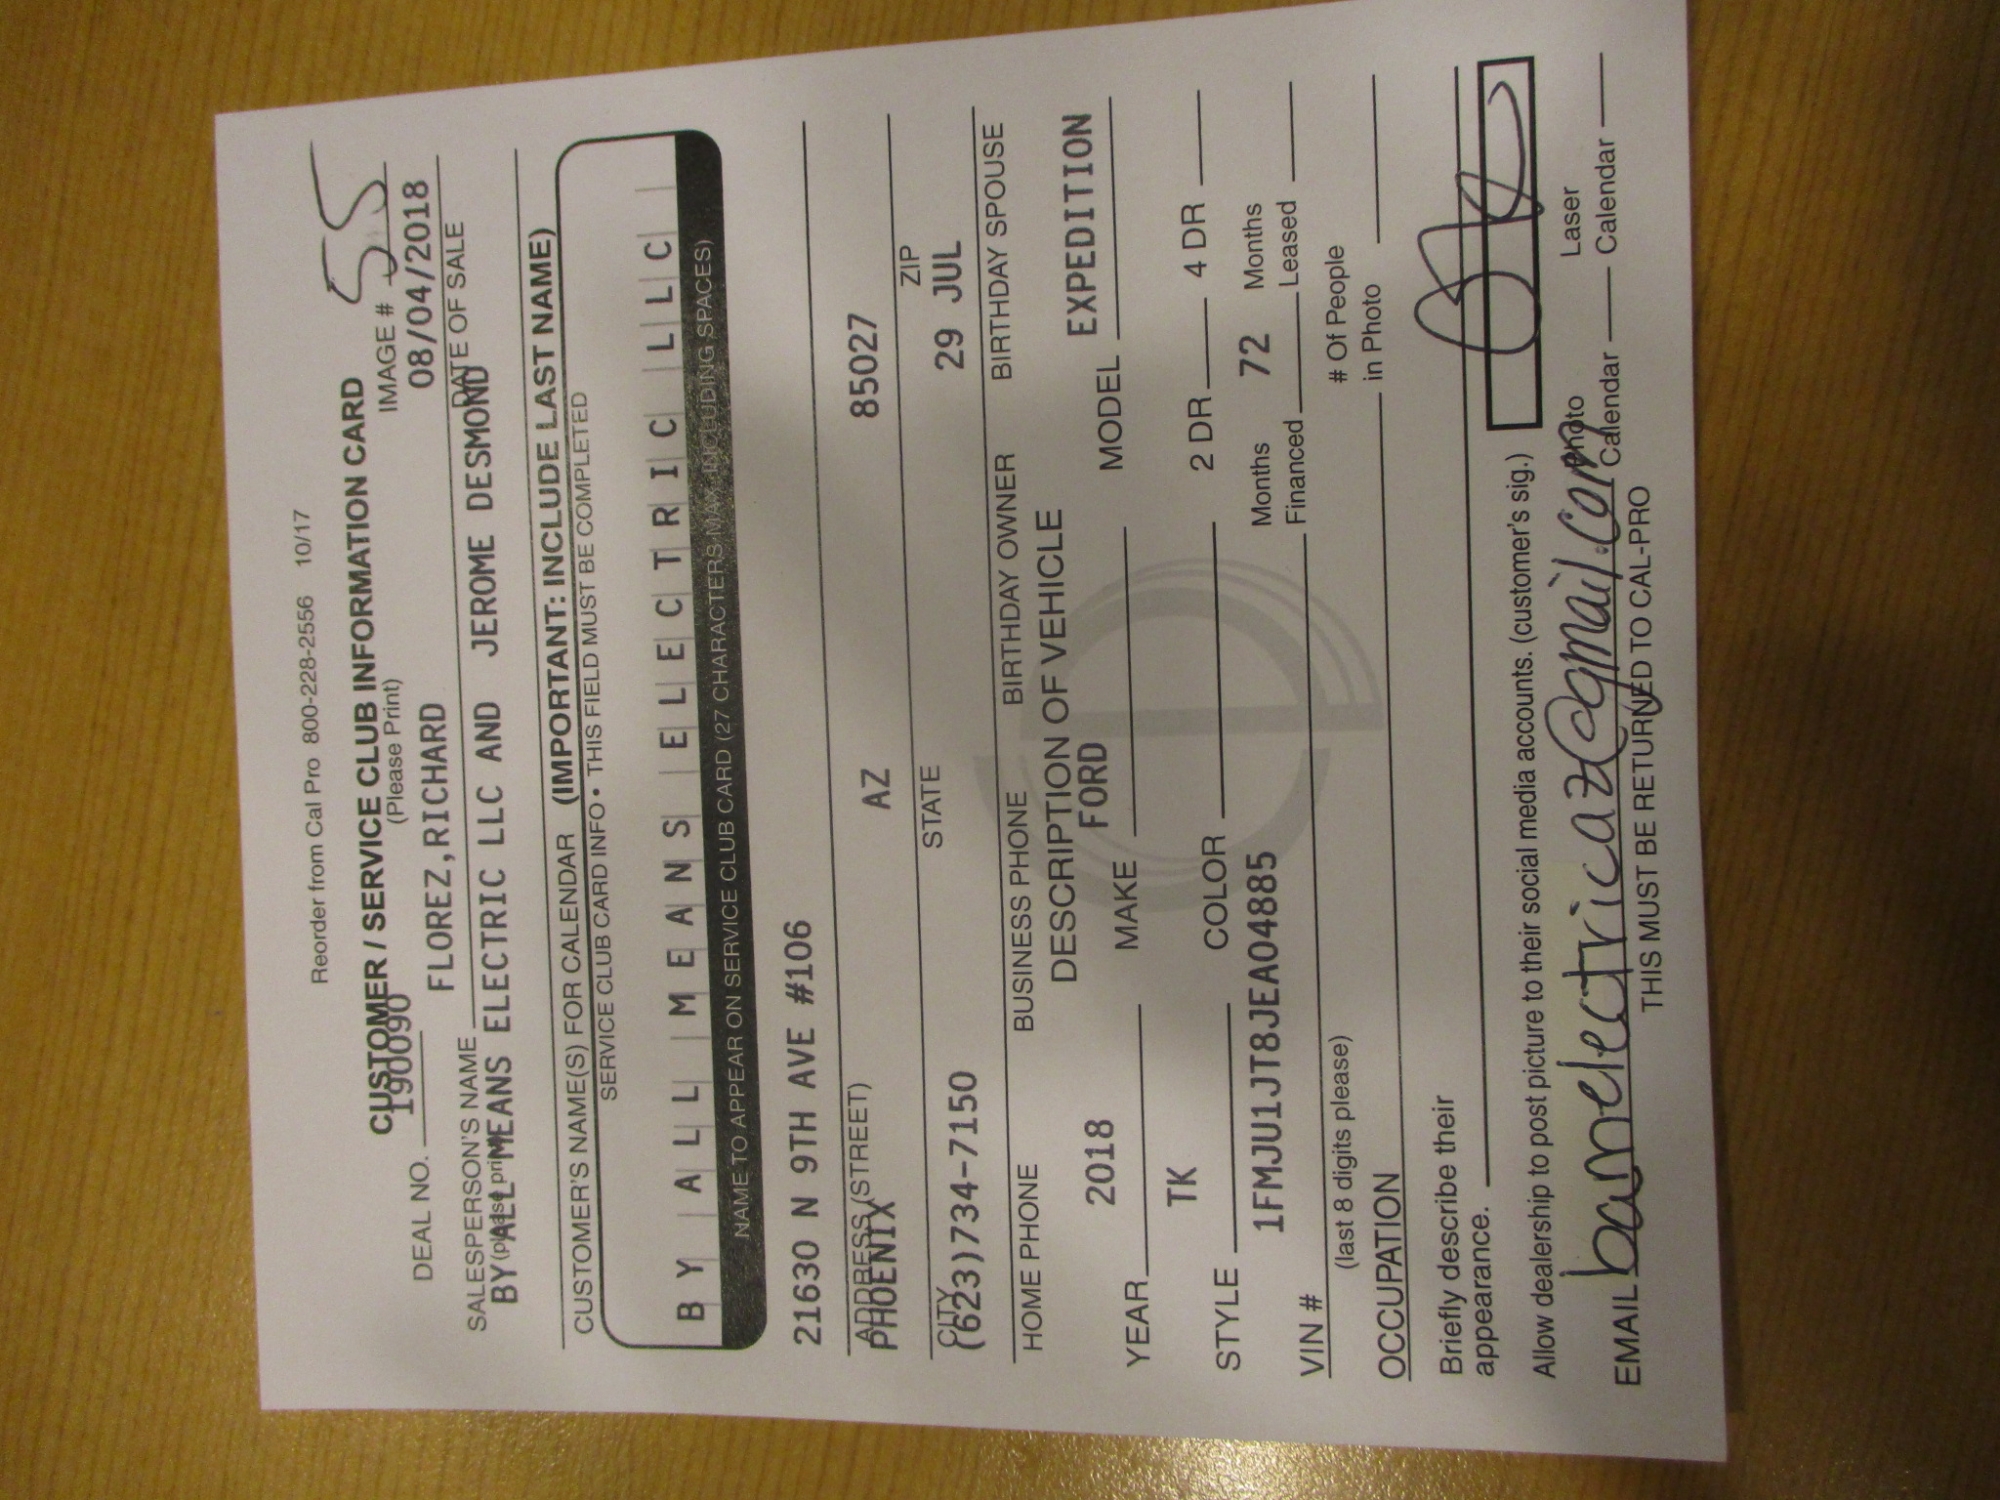 Reorder from Cal Pro 800-228-2556 10/17
CUSTOMER / SERVICE CLUB INFORMATION CARD
(Please Print)
DEAL NO. 190090 IMAGE # 55
FLOREZ,RICHARD 08/04/2018
SALESPERSON'S NAME DATE OF SALE
(please print)
BY ALL MEANS ELECTRIC LLC AND JEROME DESMOND
CUSTOMER'S NAME(S) FOR CALENDAR (IMPORTANT: INCLUDE LAST NAME)
SERVICE CLUB CARD INFO • THIS FIELD MUST BE COMPLETED
BY ALL MEANS ELECTRIC LLC
NAME TO APPEAR ON SERVICE CLUB CARD (27 CHARACTERS MAX INCLUDING SPACES)
21630 N 9TH AVE #106
ADDRESS (STREET)
PHOENIX AZ 85027
CITY STATE ZIP
(623)734-7150 29 JUL
HOME PHONE BUSINESS PHONE BIRTHDAY OWNER BIRTHDAY SPOUSE
DESCRIPTION OF VEHICLE
YEAR 2018 MAKE FORD MODEL EXPEDITION
STYLE TK COLOR 2 DR 4 DR
VIN # 1FMJU1JT8JEA04885 Months Financed 72 Months Leased
(last 8 digits please)
OCCUPATION # Of People in Photo
Briefly describe their
appearance.
Allow dealership to post picture to their social media accounts. (customer's sig.)
EMAIL bamelectricaz@gmail.com Photo Calendar Laser Calendar
THIS MUST BE RETURNED TO CAL-PRO